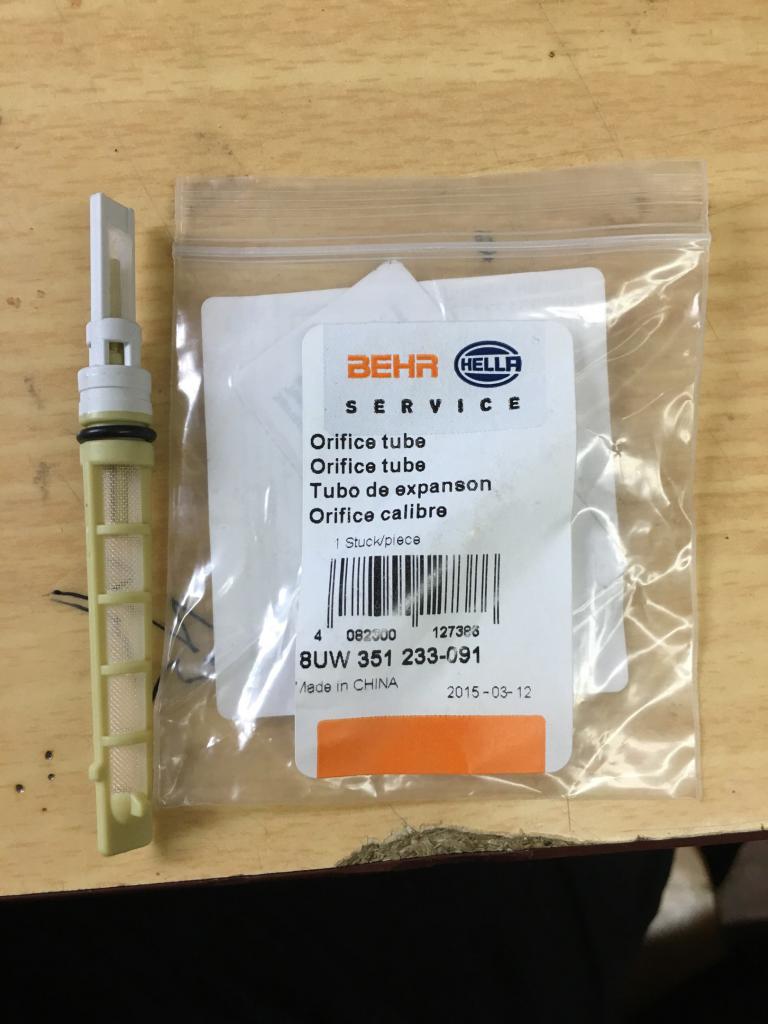 BEHR HELLA
SERVICE
Orifice tube
Orifice tube
Tubo de expanson
Orifice calibre
1 Stuck/piece
4 082300 127386
8UW 351 233-091
Made in CHINA
2015-03-12